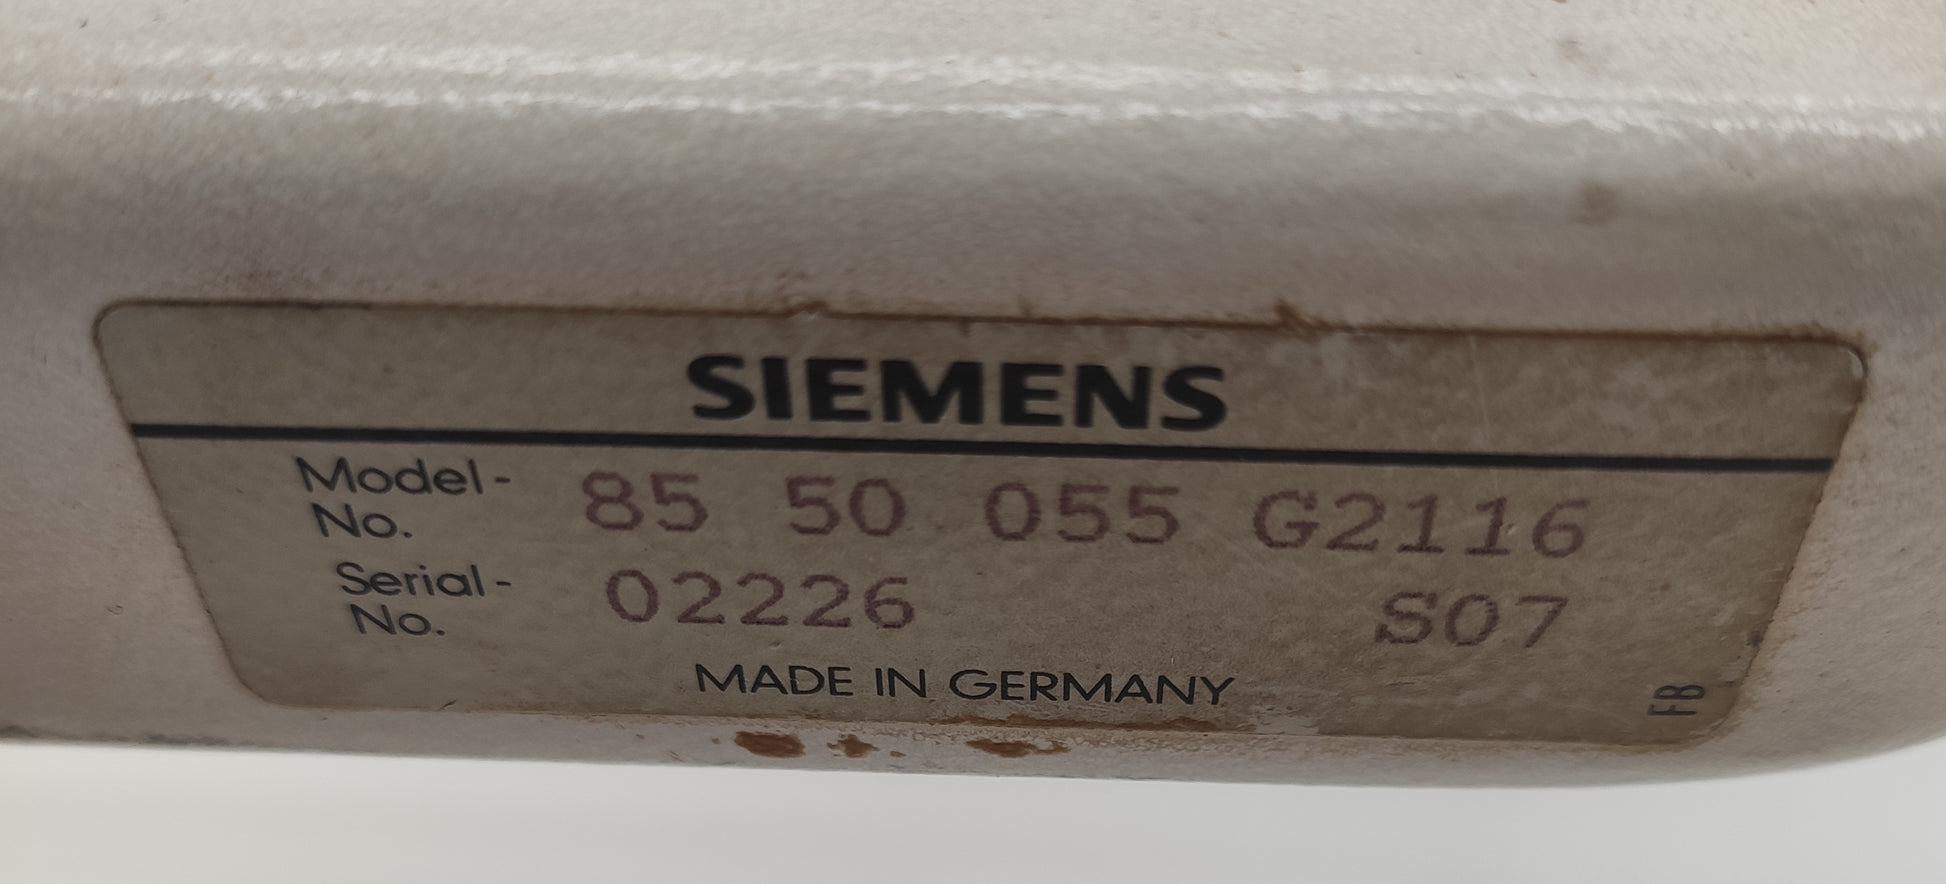 SIEMENS
Model-
No. 85 50 055 G2116
Serial-
No. 02226 S07
MADE IN GERMANY
FB